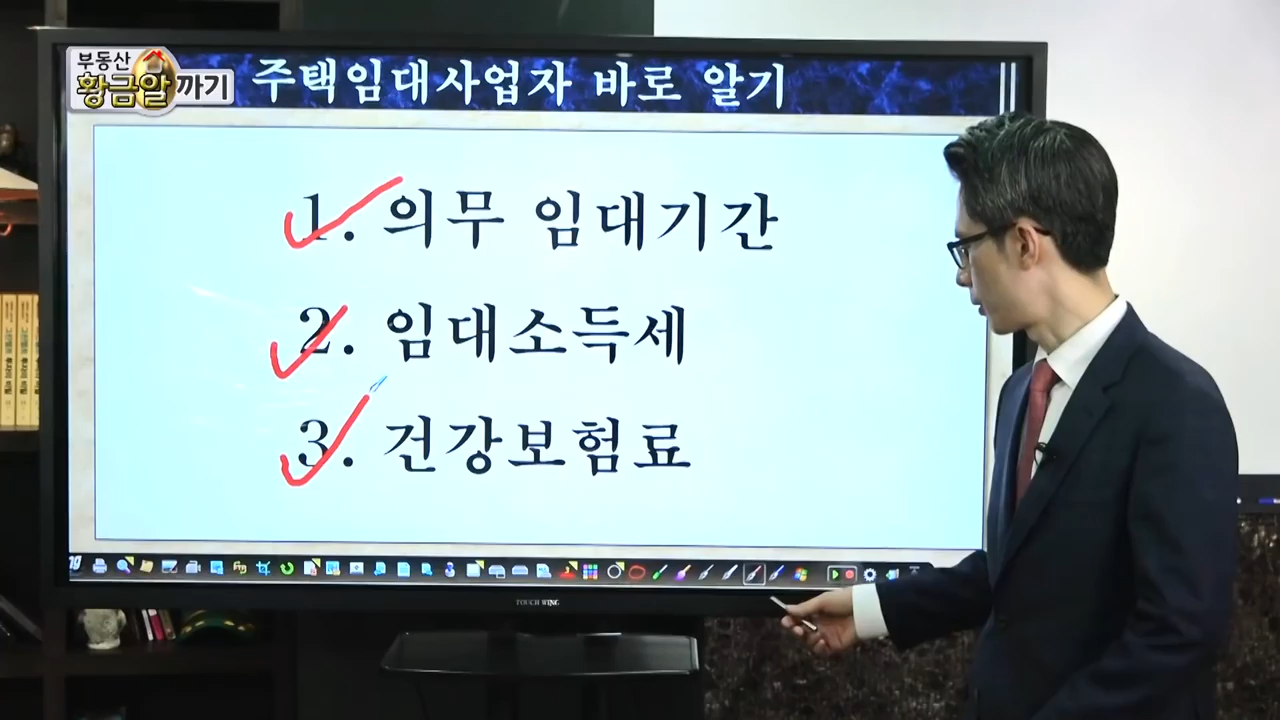 부동산
황금알까기
주택임대사업자 바로 알기
1. 의무 임대기간
2. 임대소득세
3. 건강보험료
TOUCH WING